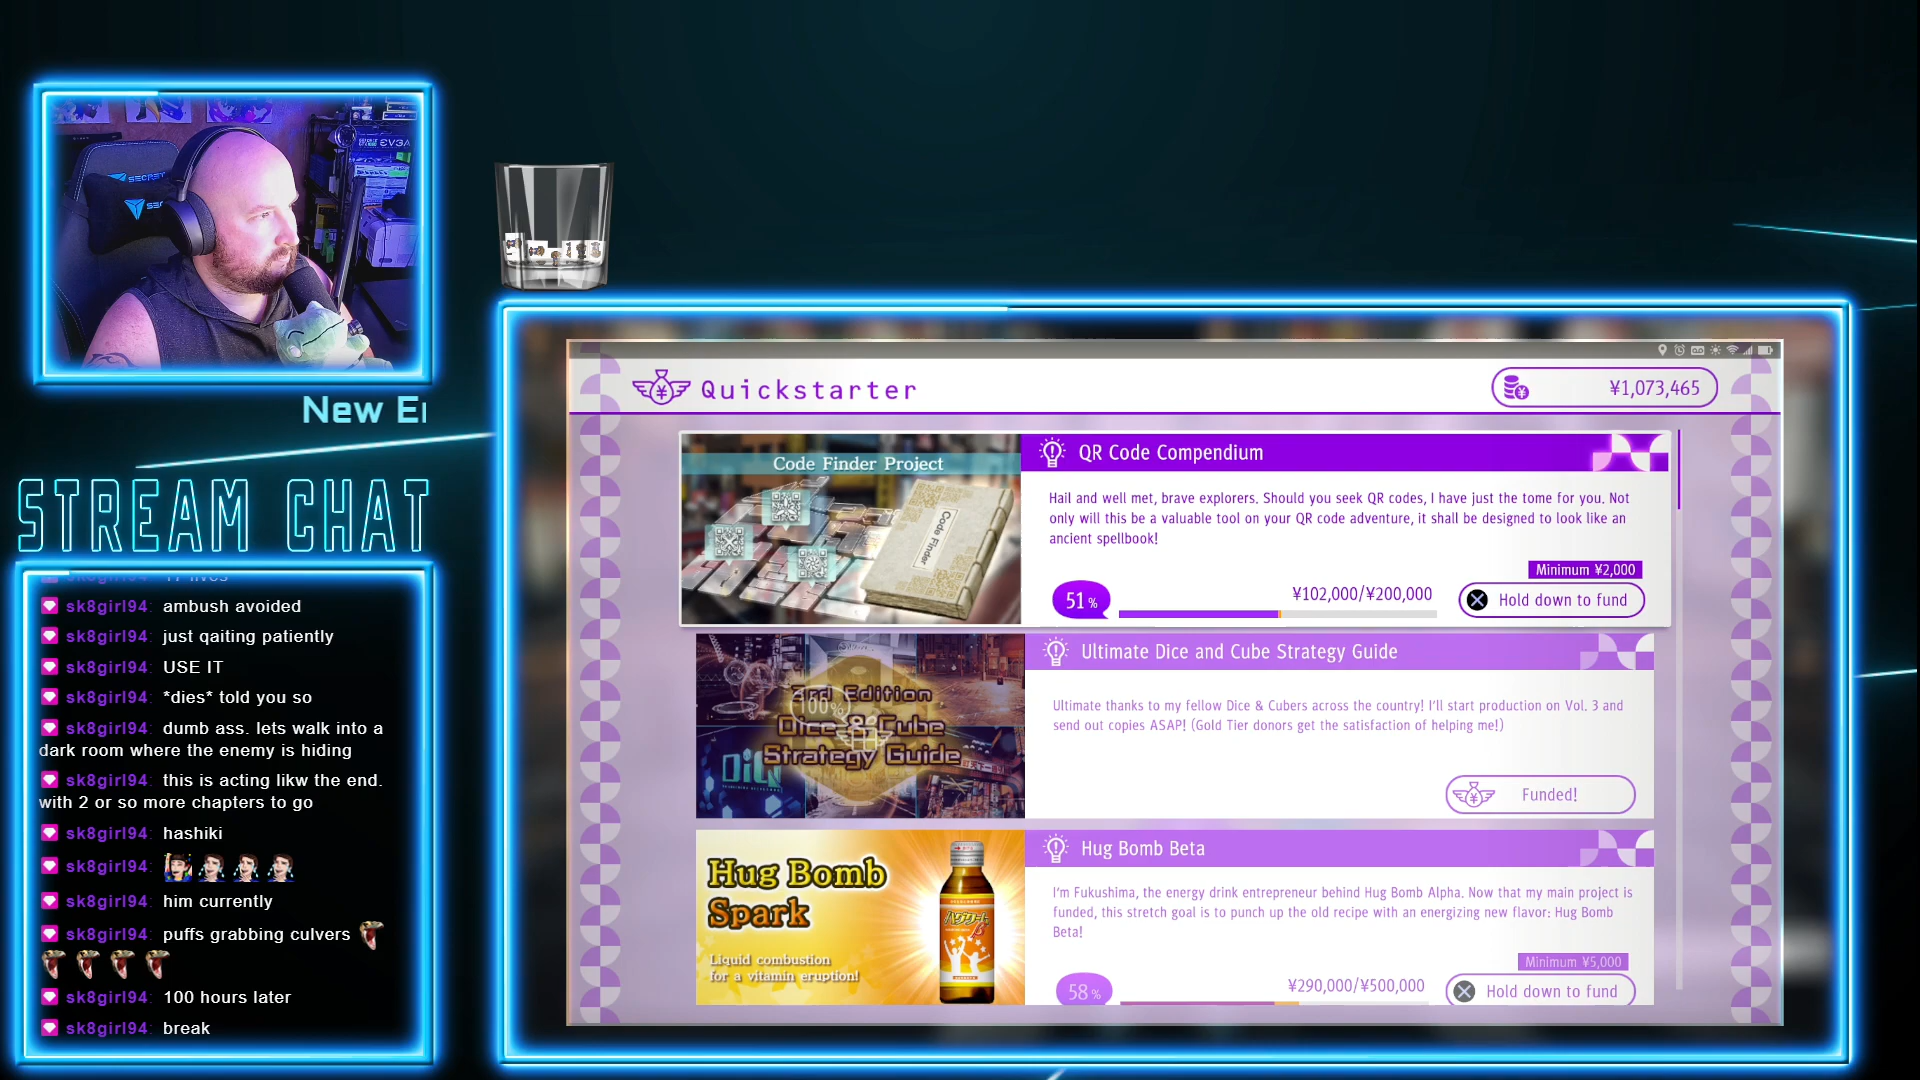 SECRET
EVGA
New
STREAM CHAT
sk8girl94: ambush avoided
sk8girl94: just qaiting patiently
sk8girl94: USE IT
sk8girl94: *dies* told you so
sk8girl94: dumb ass. lets walk into a
dark room where the enemy is hiding
sk8girl94: this is acting likw the end.
with 2 or so more chapters to go
sk8girl94: hashiki
sk8girl94:
sk8girl94: him currently
sk8girl94: puffs grabbing culvers
sk8girl94: 100 hours later
sk8girl94: break
Quickstarter
¥1,073,465
Code Finder Project
Code Finder
QR Code Compendium
Hail and well met, brave explorers. Should you seek QR codes, I have just the tome for you. Not
only will this be a valuable tool on your QR code adventure, it shall be designed to look like an
ancient spellbook!
Minimum ¥2,000
51%
¥102,000/¥200,000
Hold down to fund
3rd Edition
100%
Dice & Cube
Strategy Guide
Ultimate Dice and Cube Strategy Guide
Ultimate thanks to my fellow Dice & Cubers across the country! I'll start production on Vol. 3 and
send out copies ASAP! (Gold Tier donors get the satisfaction of helping me!)
Funded!
Hug Bomb
Spark
Liquid combustion
for a vitamin eruption!
Hug Bomb Beta
I'm Fukushima, the energy drink entrepreneur behind Hug Bomb Alpha. Now that my main project is
funded, this stretch goal is to punch up the old recipe with an energizing new flavor: Hug Bomb
Beta!
Minimum ¥5,000
58%
¥290,000/¥500,000
Hold down to fund